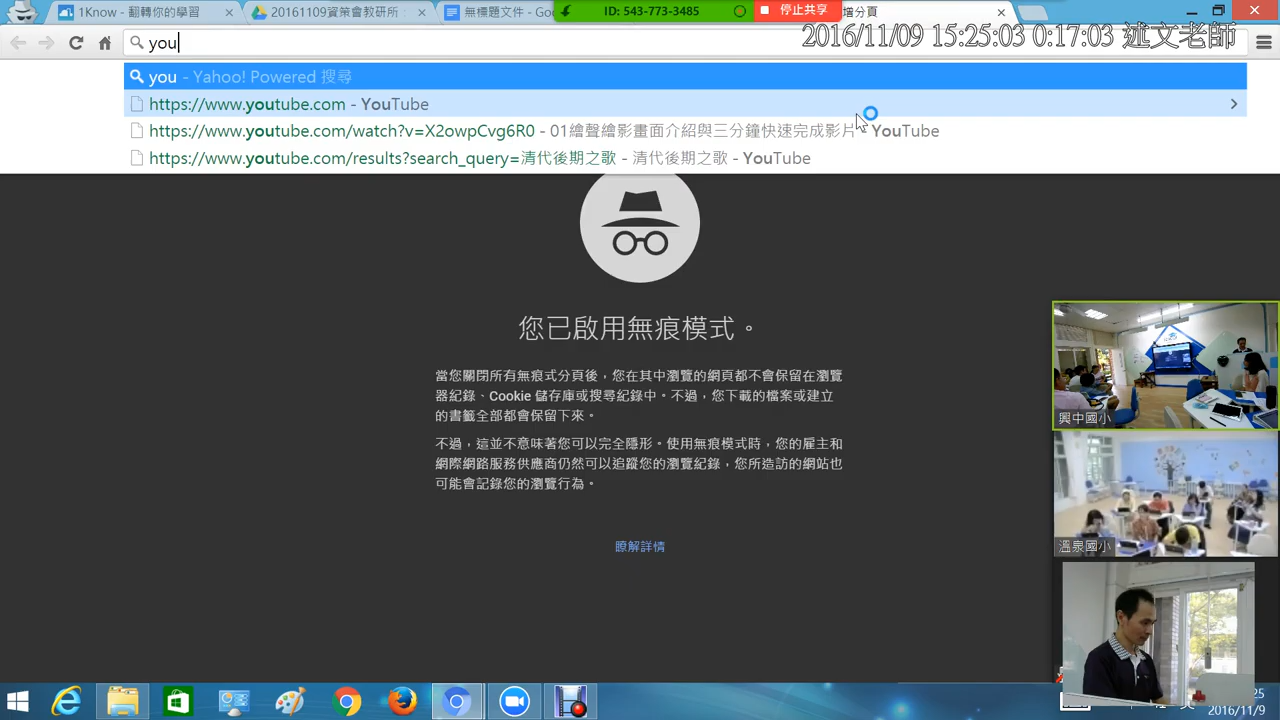 1Know - 翻轉你的學習
20161109資策會教研所
無標題文件 - Goo
ID: 543-773-3485
停止共享
增分頁
2016/11/09 15:25:03 0:17:03 述文老師
you
you - Yahoo! Powered 搜尋
https://www.youtube.com - YouTube
https://www.youtube.com/watch?v=X2owpCvg6R0 - 01繪聲繪影畫面介紹與三分鐘快速完成影片 - YouTube
https://www.youtube.com/results?search_query=清代後期之歌 - 清代後期之歌 - YouTube
您已啟用無痕模式。
當您關閉所有無痕式分頁後，您在其中瀏覽的網頁都不會保留在瀏覽
器紀錄、Cookie 儲存庫或搜尋紀錄中。不過，您下載的檔案或建立
的書籤全部都會保留下來。
不過，這並不意味著您可以完全隱形。使用無痕模式時，您的雇主和
網際網路服務供應商仍然可以追蹤您的瀏覽紀錄，您所造訪的網站也
可能會記錄您的瀏覽行為。
瞭解詳情
興中國小
溫泉國小
25
2016/11/9